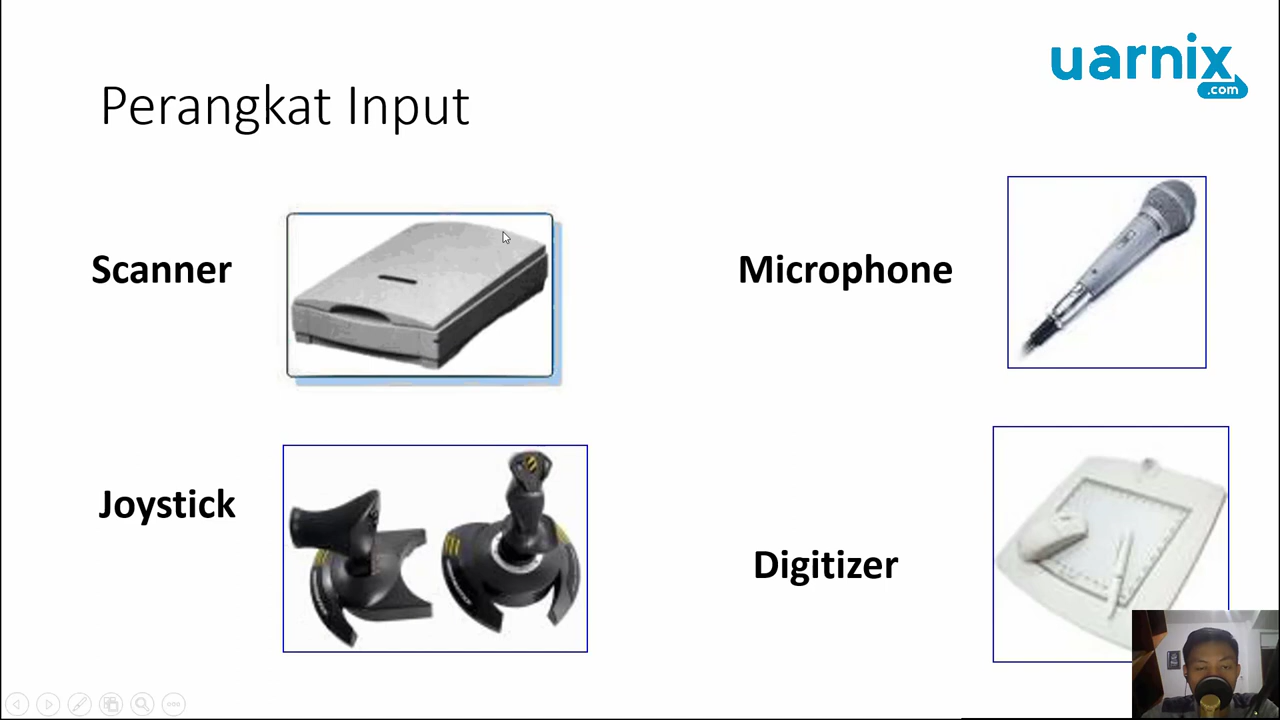 uarnix
.com
Perangkat Input
Scanner
Microphone
Joystick
Digitizer